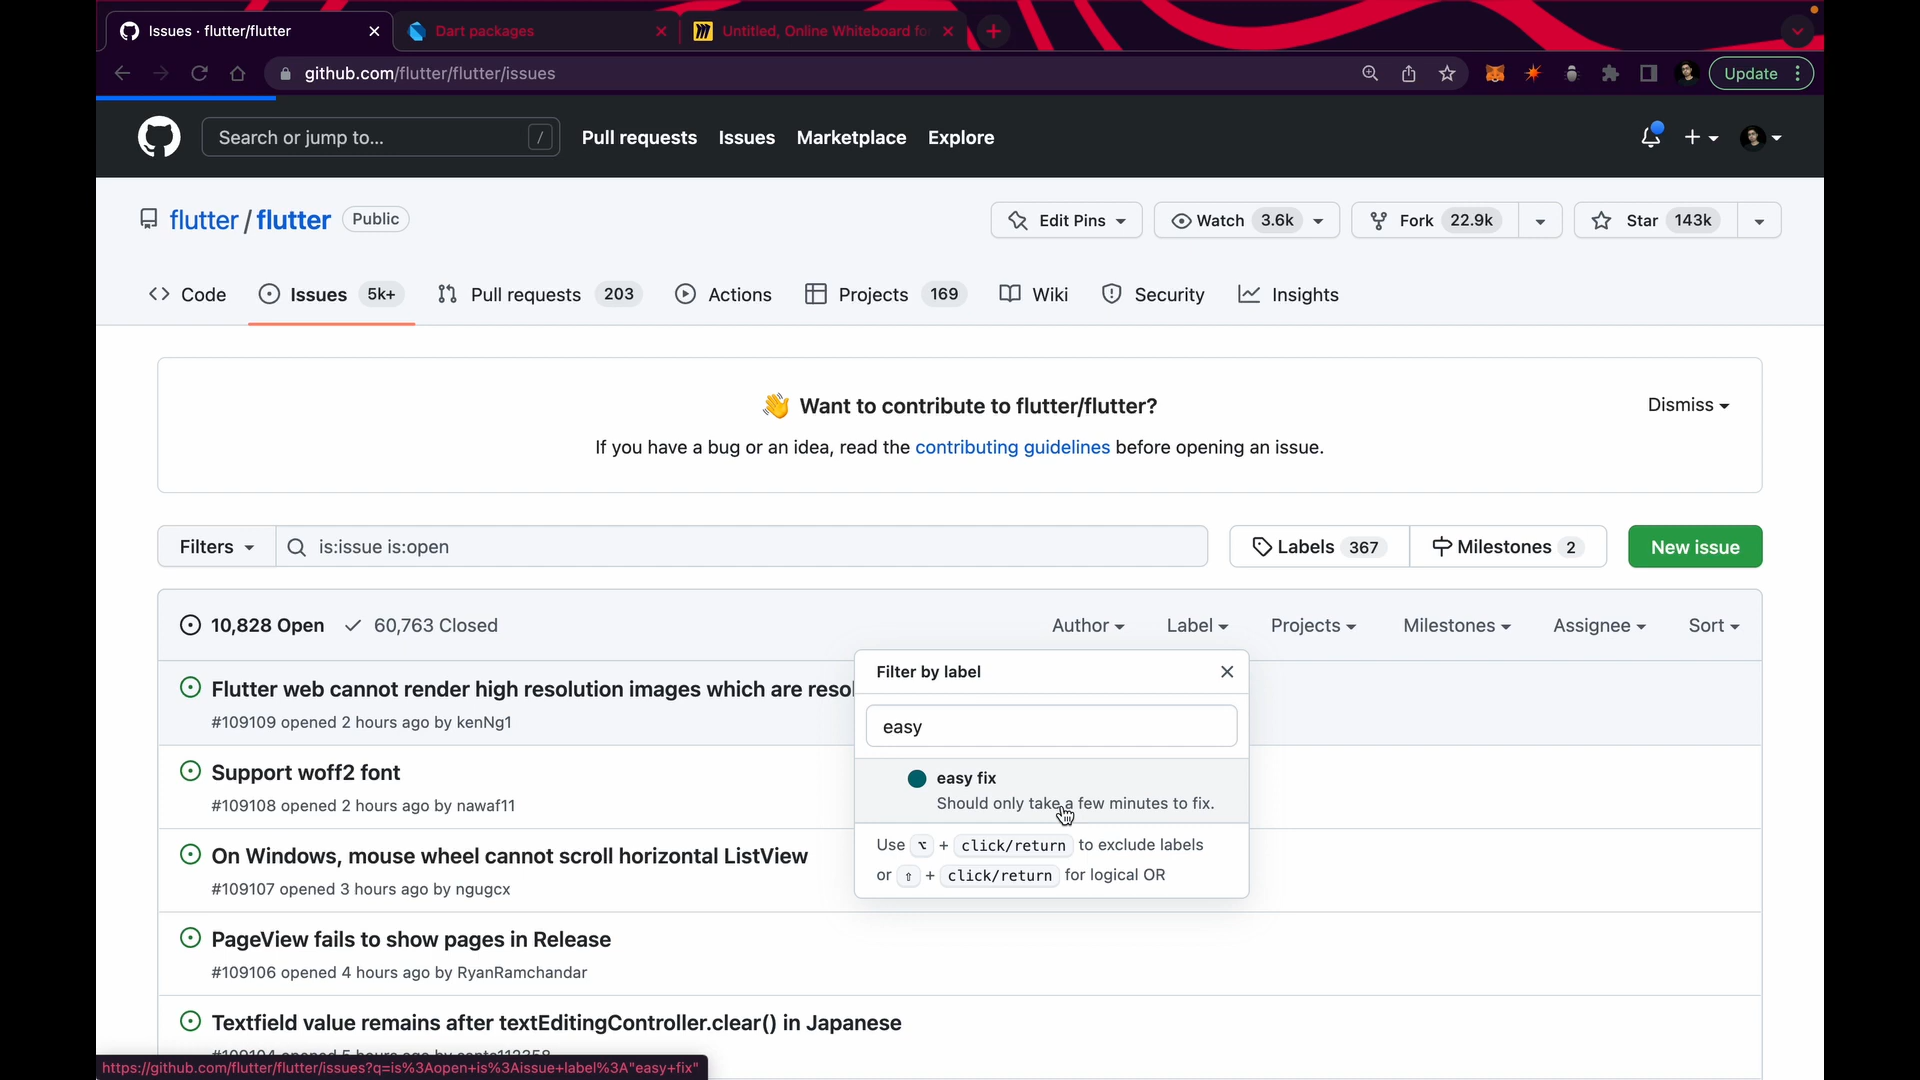 Issues · flutter/flutter
Dart packages
Untitled, Online Whiteboard fo
github.com/flutter/flutter/issues
Update
Search or jump to...
/
Pull requests
Issues
Marketplace
Explore
flutter / flutter
Public
Edit Pins
Watch 3.6k
Fork 22.9k
Star 143k
Code
Issues 5k+
Pull requests 203
Actions
Projects 169
Wiki
Security
Insights
👋 Want to contribute to flutter/flutter?
Dismiss
If you have a bug or an idea, read the contributing guidelines before opening an issue.
Filters
is:issue is:open
Labels 367
Milestones 2
New issue
10,828 Open
60,763 Closed
Author
Label
Projects
Milestones
Assignee
Sort
Filter by label
easy
easy fix
Should only take a few minutes to fix.
Use ⌥ + click/return to exclude labels
or ⇧ + click/return for logical OR
Flutter web cannot render high resolution images which are resol
#109109 opened 2 hours ago by kenNg1
Support woff2 font
#109108 opened 2 hours ago by nawaf11
On Windows, mouse wheel cannot scroll horizontal ListView
#109107 opened 3 hours ago by ngugcx
PageView fails to show pages in Release
#109106 opened 4 hours ago by RyanRamchandar
Textfield value remains after textEditingController.clear() in Japanese
https://github.com/flutter/flutter/issues?q=is%3Aopen+is%3Aissue+label%3A"easy+fix"